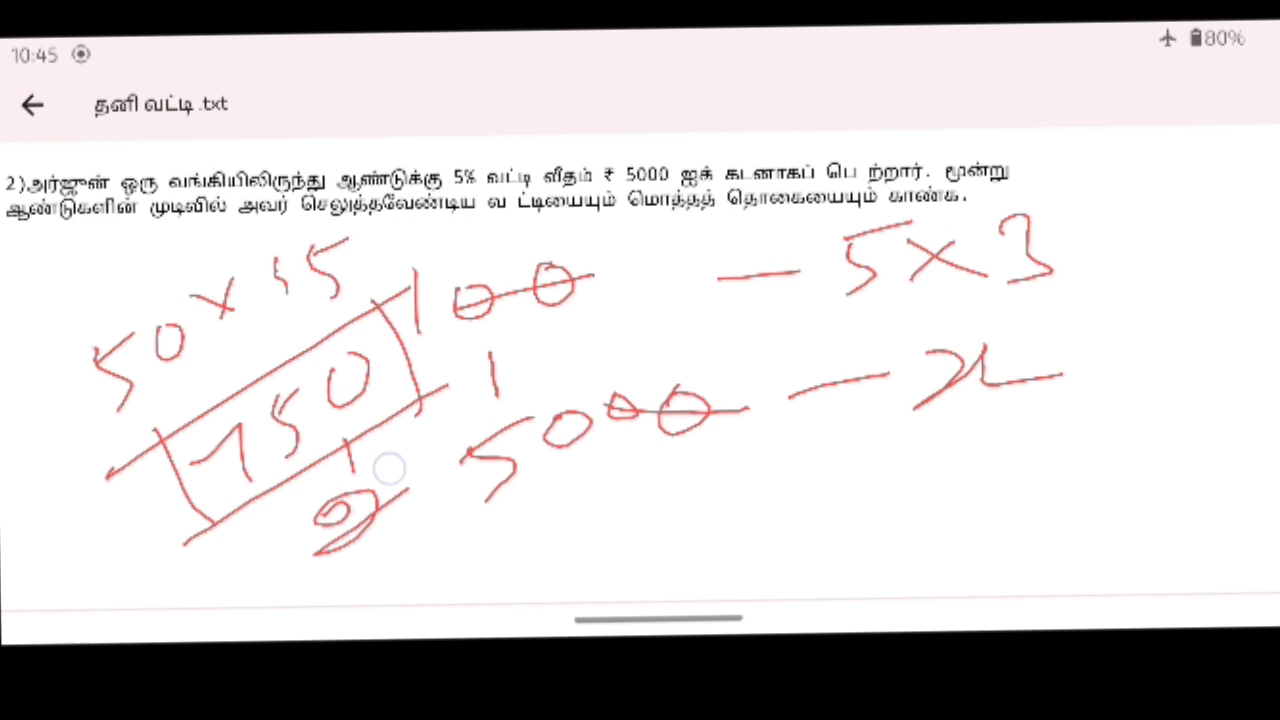 10:45 80%
தனி வட்டி .txt
2)அர்ஜுன் ஒரு வங்கியிலிருந்து ஆண்டுக்கு 5% வட்டி வீதம் ₹ 5000 ஐக் கடனாகப் பெ ற்றார். மூன்று
ஆண்டுகளின் முடிவில் அவர் செலுத்தவேண்டிய வ ட்டியையும் மொத்தத் தொகையையும் காண்க.
50 x 15
100 — 5 x 3
750
5000 — x